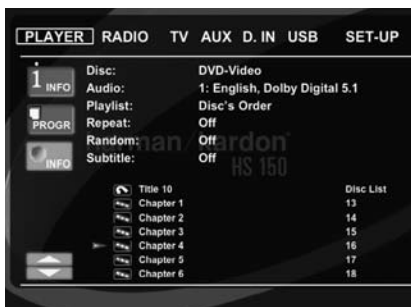 PLAYER RADIO TV AUX D. IN USB SET-UP
1 INFO
Disc: DVD-Video
Audio: 1: English, Dolby Digital 5.1
Playlist: Disc's Order
PROGR
Repeat: Off
Random: Off
harman/kardon
INFO
Subtitle: Off
HS 150
Title 10 Disc List
Chapter 1 13
Chapter 2 14
Chapter 3 15
Chapter 4 16
Chapter 5 17
Chapter 6 18